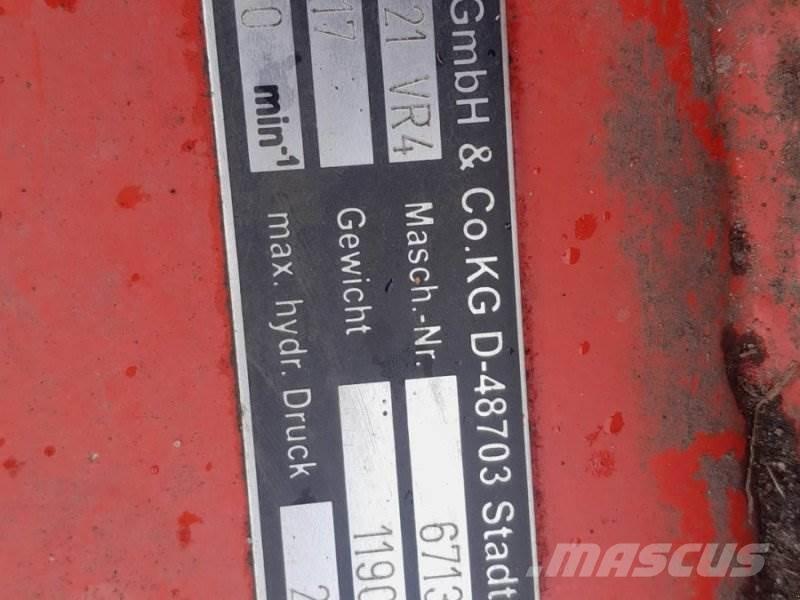 GmbH & Co.KG D-48703 Stadt
21 VR4 Masch.-Nr. 6713
17 Gewicht 1190
0 min-1 max. hydr. Druck 2
MASCUS